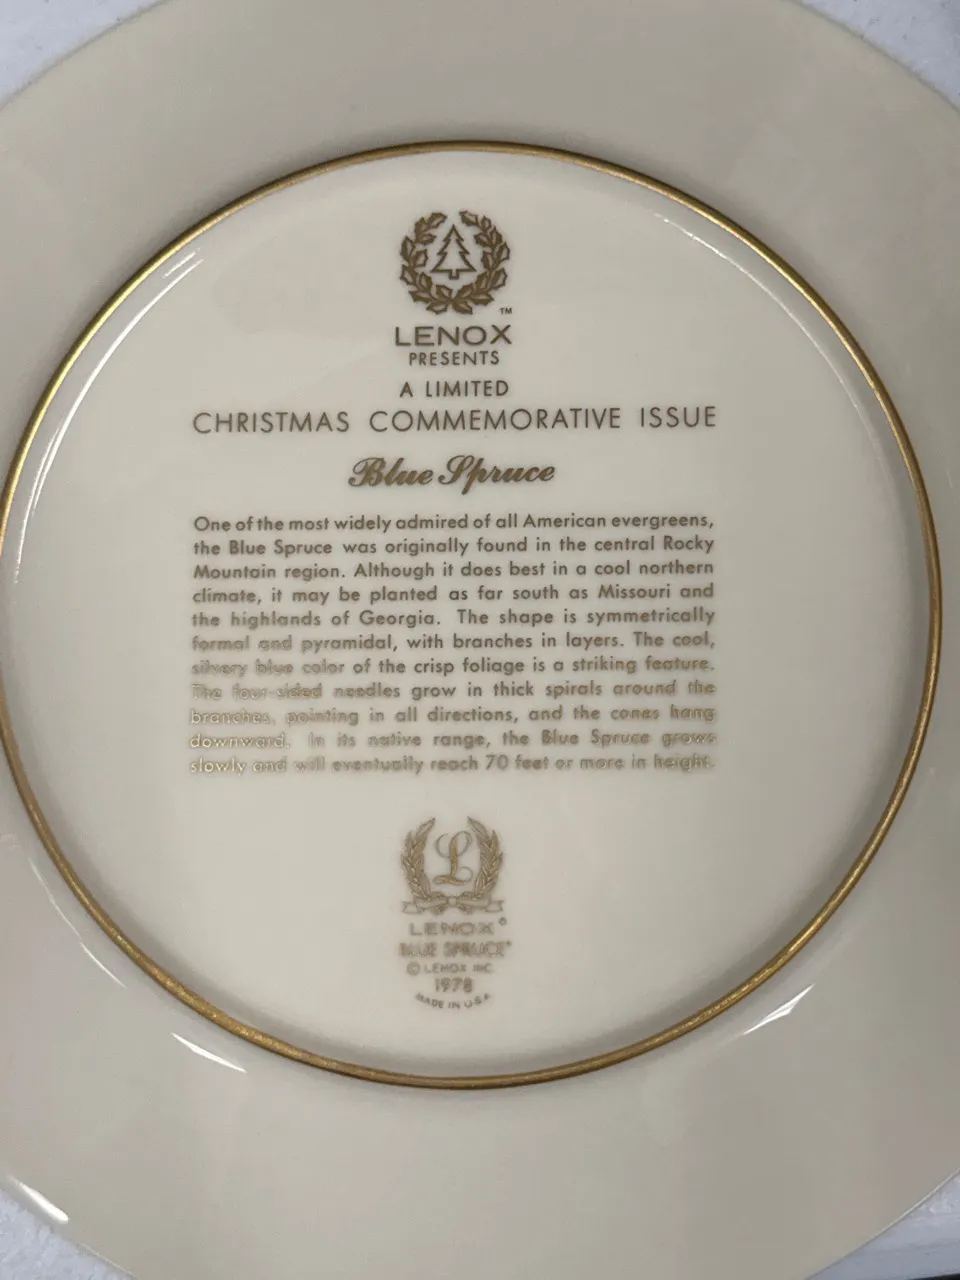 ™
LENOX
PRESENTS
A LIMITED
CHRISTMAS COMMEMORATIVE ISSUE
Blue Spruce
One of the most widely admired of all American evergreens,
the Blue Spruce was originally found in the central Rocky
Mountain region. Although it does best in a cool northern
climate, it may be planted as far south as Missouri and
the highlands of Georgia. The shape is symmetrically
formal and pyramidal, with branches in layers. The cool,
silvery blue color of the crisp foliage is a striking feature.
The four-sided needles grow in thick spirals around the
branches, pointing in all directions, and the cones hang
downward. In its native range, the Blue Spruce grows
slowly and will eventually reach 70 feet or more in height.
L
LENOX®
BLUE SPRUCE*
© LENOX INC.
1978
MADE IN U.S.A.